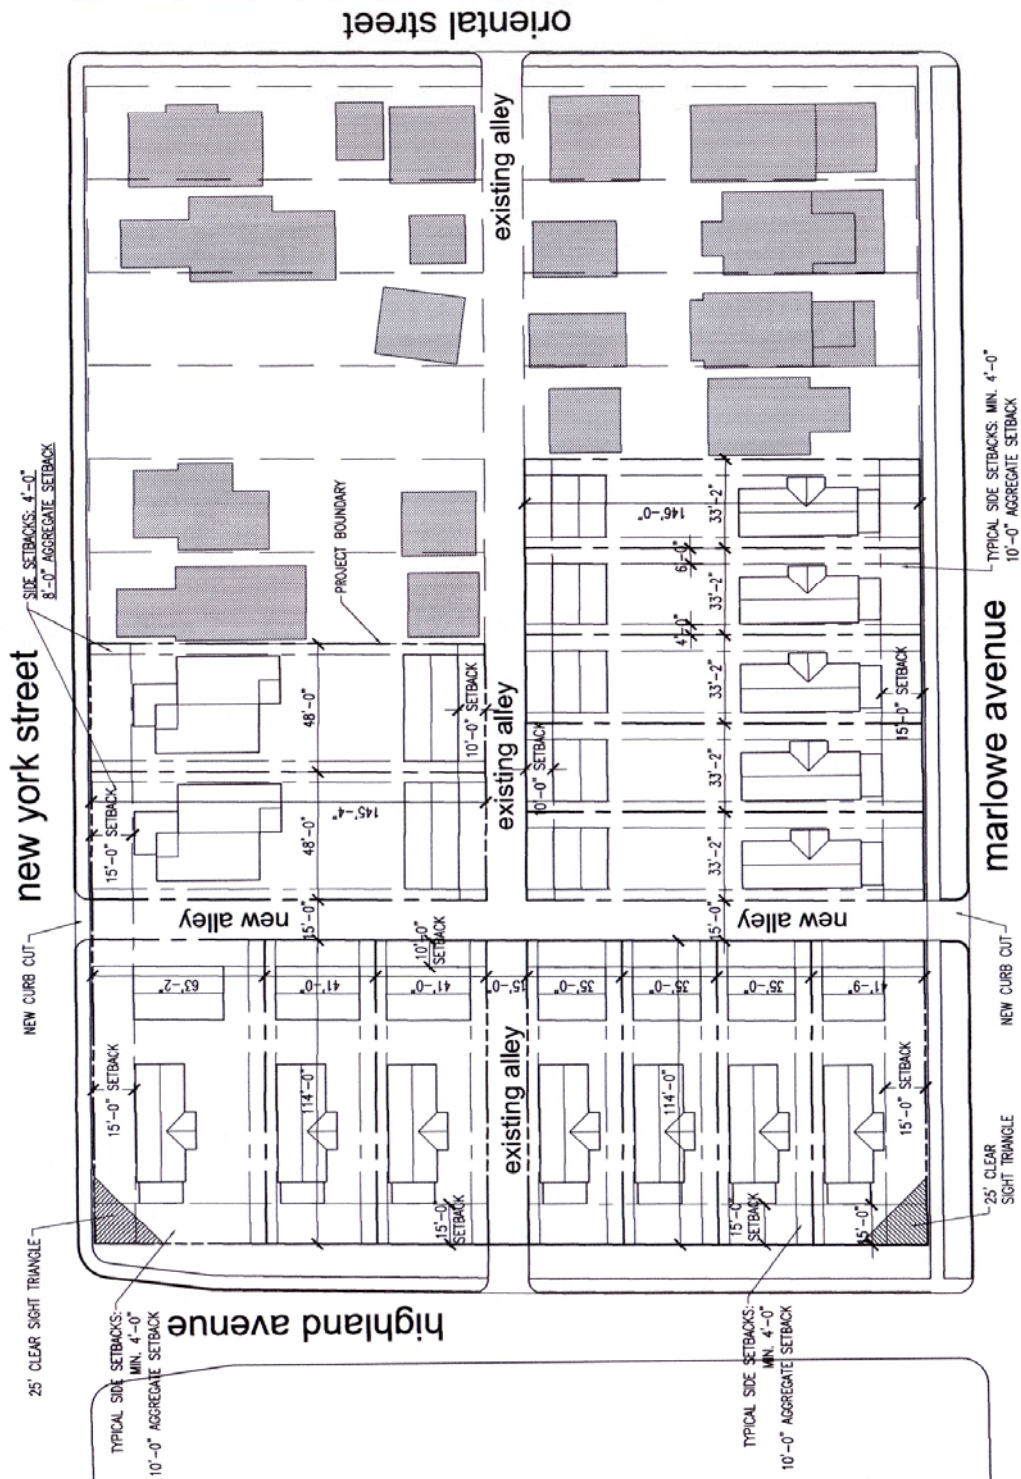 oriental street
existing alley
existing alley
SIDE SETBACKS: 4'-0"
8'-0" AGGREGATE SETBACK
PROJECT BOUNDARY
new york street
146'-0"
33'-2"
6'-0"
33'-2"
4'-0"
33'-2"
33'-2"
33'-2"
TYPICAL SIDE SETBACKS: MIN. 4'-0"
10'-0" AGGREGATE SETBACK
marlowe avenue
15'-0" SETBACK
48'-0"
10'-0" SETBACK
existing alley
10'-0" SETBACK
15'-0" SETBACK
145'-4"
48'-0"
new alley
15'-0"
15'-0"
new alley
NEW CURB CUT
NEW CURB CUT
10'-0"
SETBACK
63'-2"
41'-0"
41'-0"
15'-0"
35'-0"
35'-0"
35'-0"
41'-9"
existing alley
15'-0" SETBACK
114'-0"
114'-0"
15'-0" SETBACK
25' CLEAR SIGHT TRIANGLE
15'-0"
SETBACK
15'-0"
SETBACK
15'-0"
25' CLEAR
SIGHT TRIANGLE
highland avenue
TYPICAL SIDE SETBACKS:
MIN. 4'-0"
10'-0" AGGREGATE SETBACK
TYPICAL SIDE SETBACKS:
MIN. 4'-0"
10'-0" AGGREGATE SETBACK